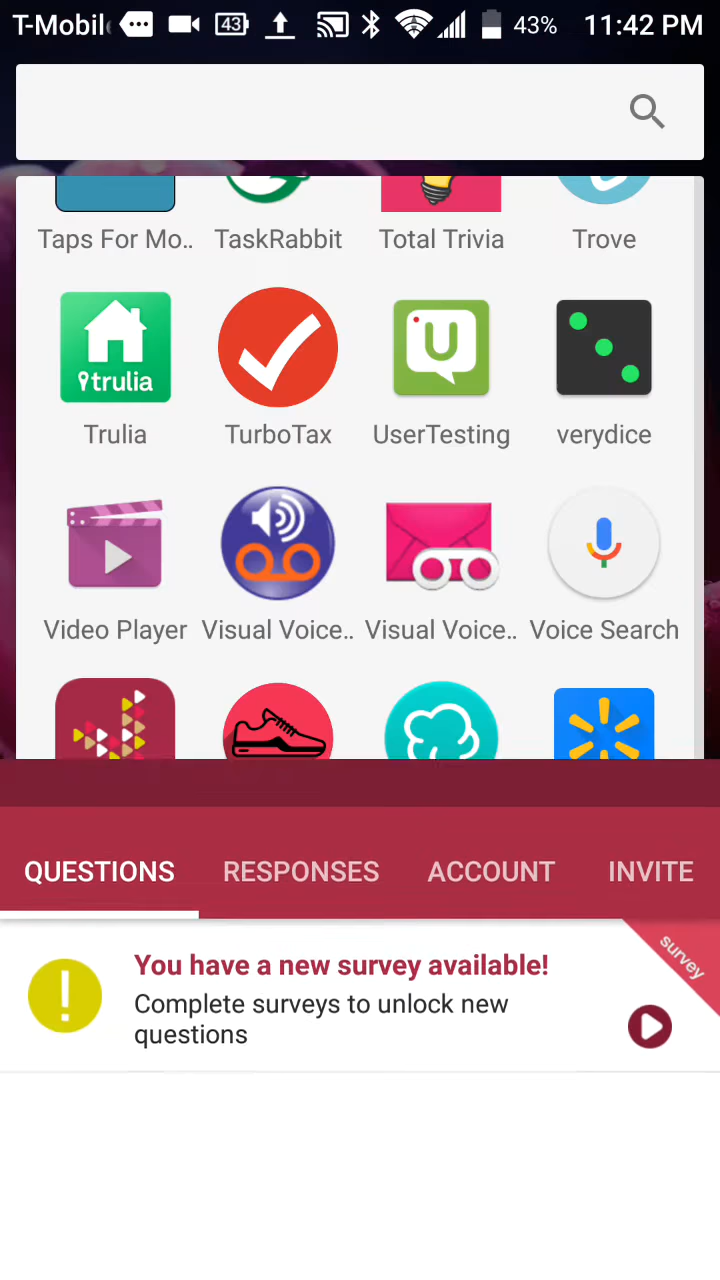 T-Mobile 43 43% 11:42 PM
Taps For Mo.. TaskRabbit Total Trivia Trove
trulia
Trulia TurboTax UserTesting verydice
Video Player Visual Voice.. Visual Voice.. Voice Search
QUESTIONS RESPONSES ACCOUNT INVITE
You have a new survey available!
survey
Complete surveys to unlock new
questions